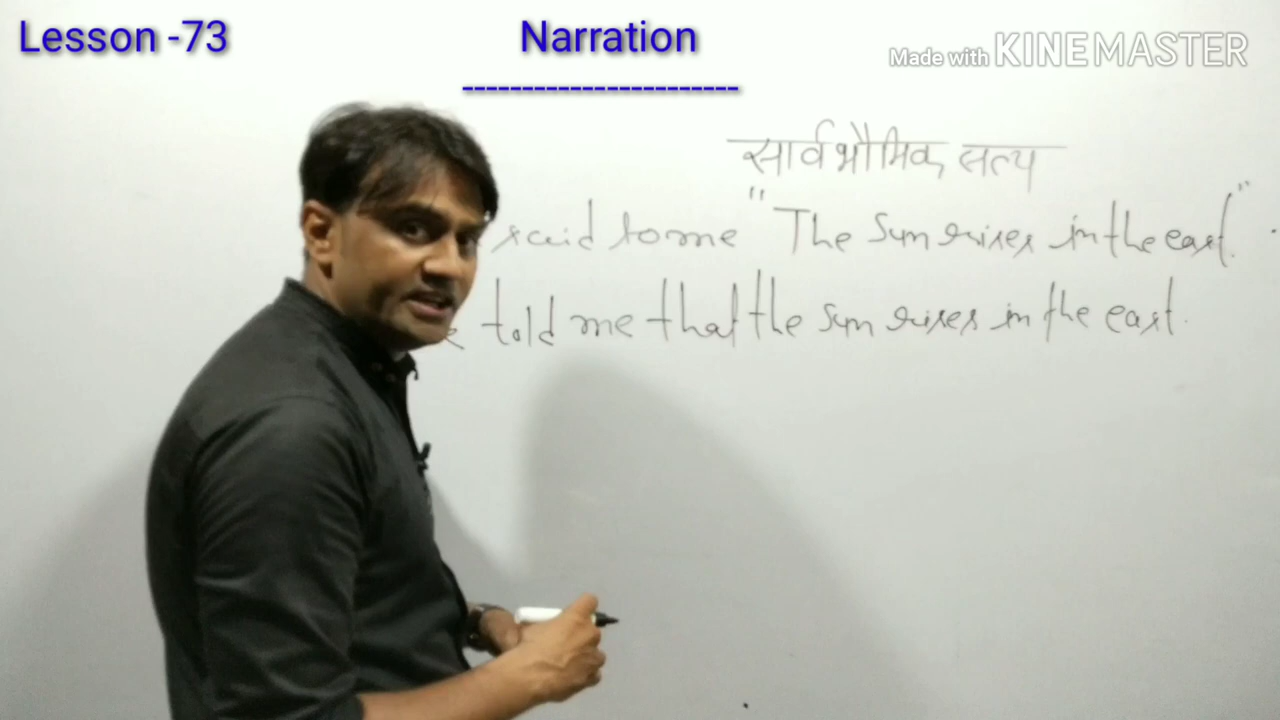 Lesson -73
Narration
Made with KINEMASTER
सार्वभौमिक सत्य
said to me "The Sun rises in the east."
told me that the sun rises in the east.